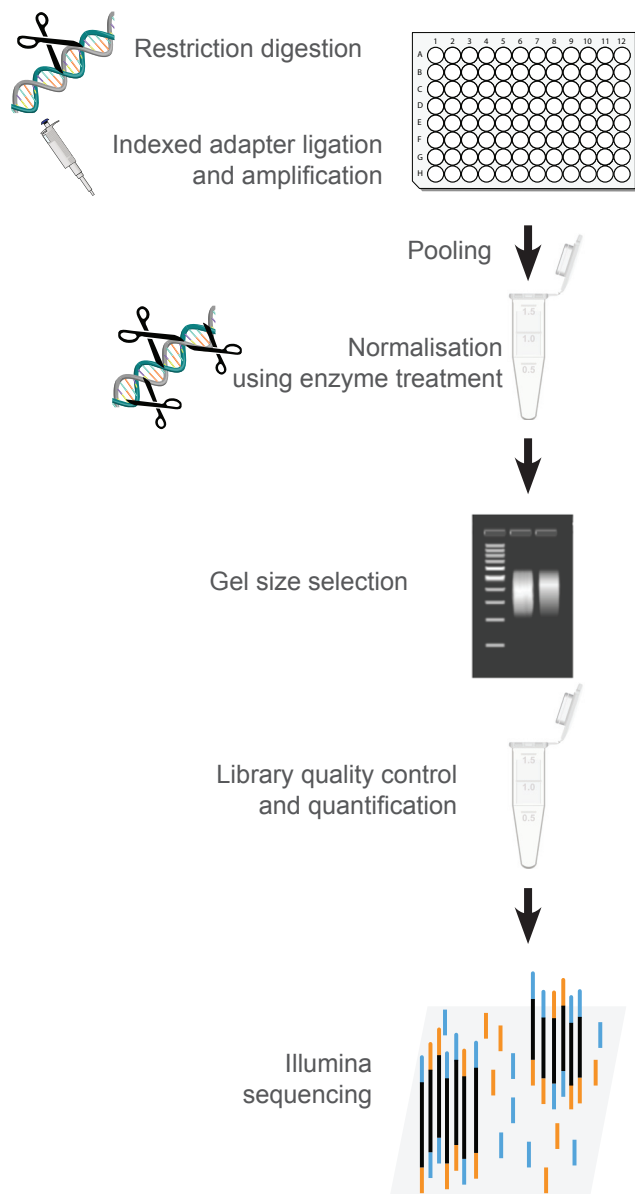 Restriction digestion
1 2 3 4 5 6 7 8 9 10 11 12
A
B
C
D
E
F
G
H
Indexed adapter ligation
and amplification
Pooling
1.5
1.0
0.5
Normalisation
using enzyme treatment
Gel size selection
Library quality control
and quantification
1.5
1.0
0.5
Illumina
sequencing